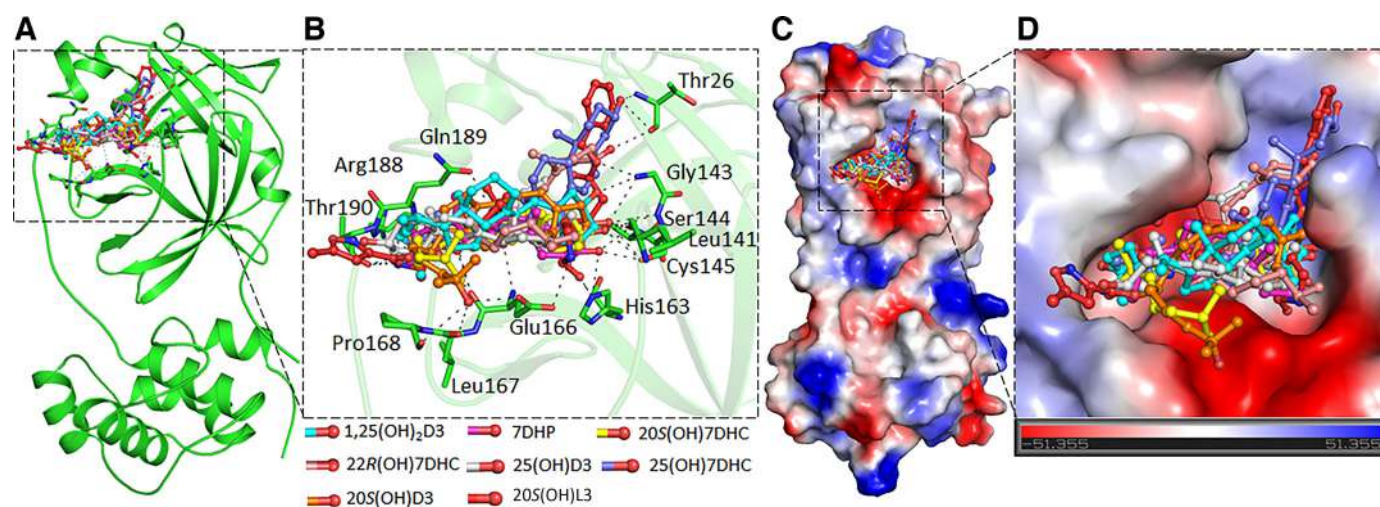 A
B
C
D
Thr26
Gln189
Arg188
Gly143
Thr190
Ser144
Leu141
Cys145
His163
Glu166
Pro168
Leu167
1,25(OH)₂D3
7DHP
20S(OH)7DHC
22R(OH)7DHC
25(OH)D3
25(OH)7DHC
20S(OH)D3
20S(OH)L3
-51.355
51.355